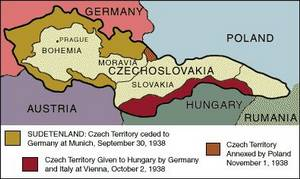 GERMANY
POLAND
PRAGUE
BOHEMIA
MORAVIA
CZECHOSLOVAKIA
SLOVAKIA
AUSTRIA
HUNGARY
RUMANIA
SUDETENLAND: Czech Territory ceded to
Germany at Munich, September 30, 1938
Czech Territory Given to Hungary by Germany
and Italy at Vienna, October 2, 1938
Czech Territory
Annexed by Poland
November 1, 1938